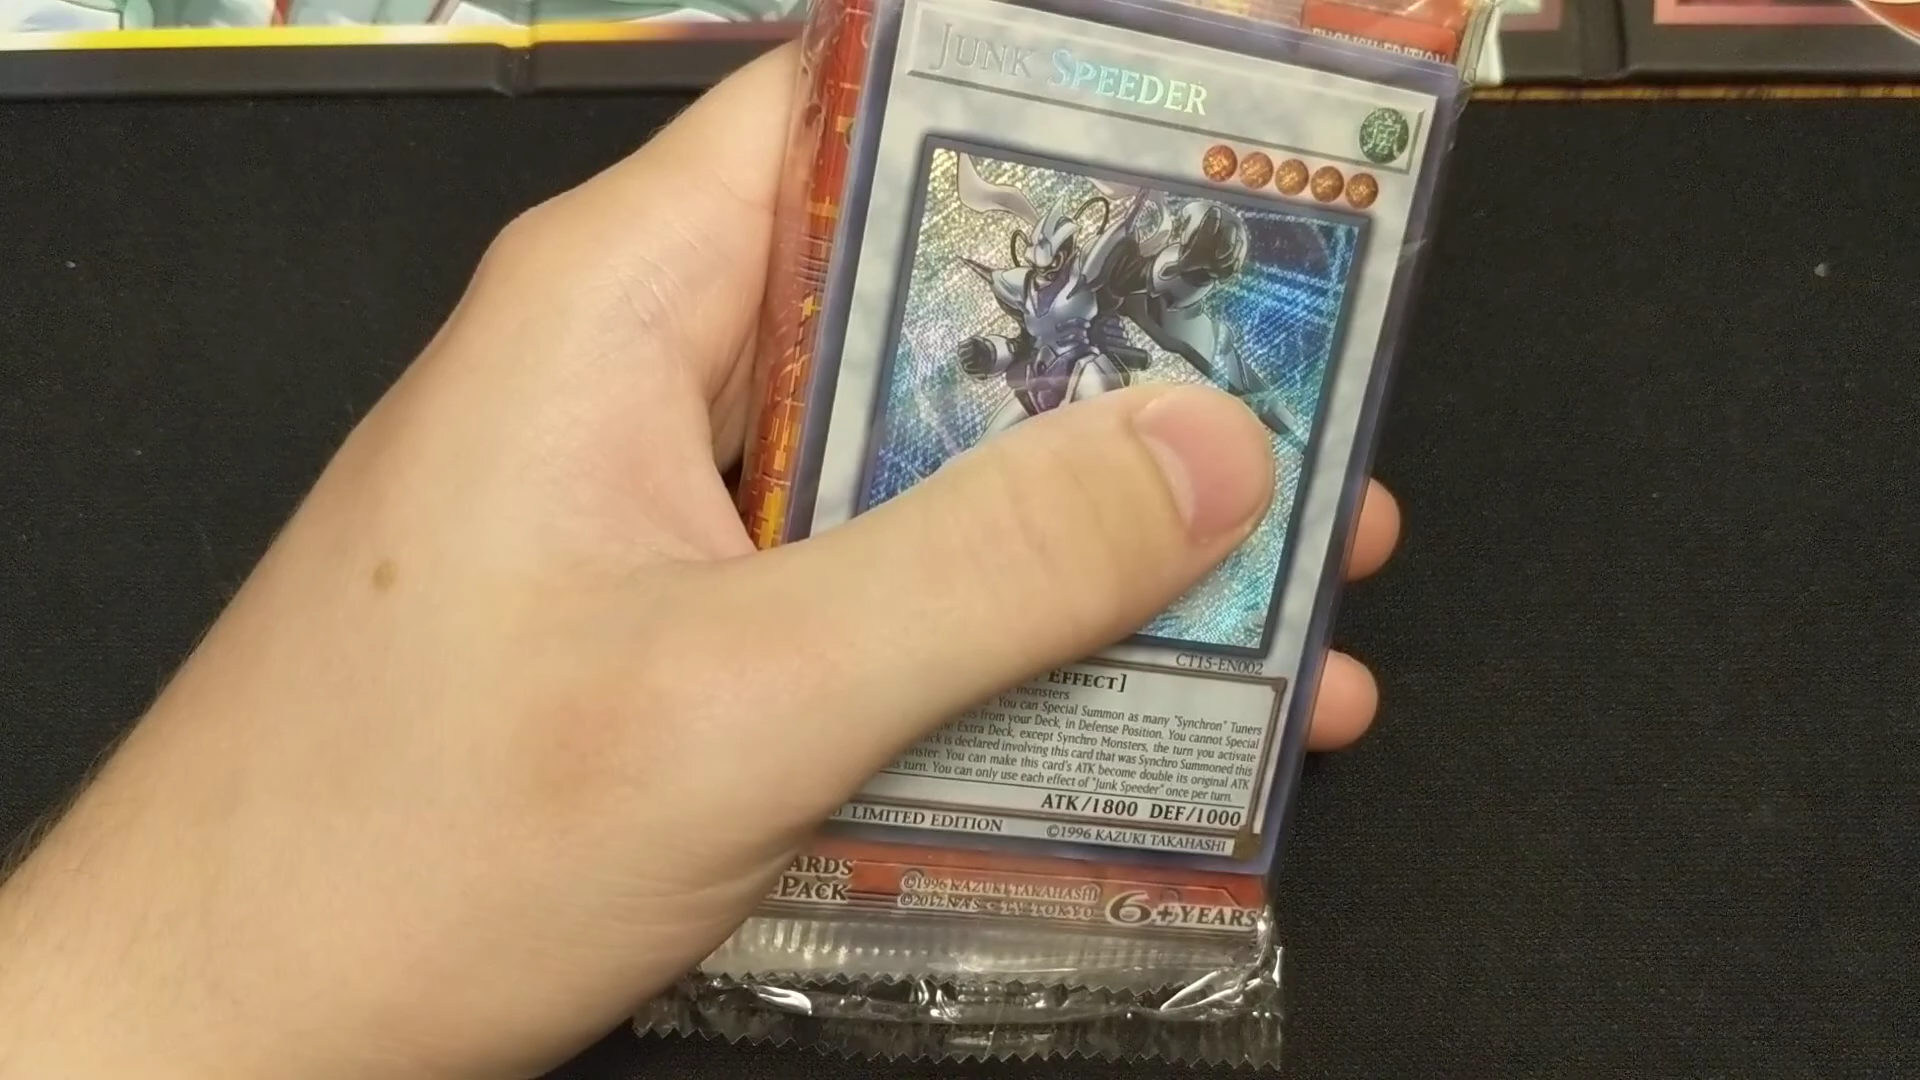 ENGLISH EDITION
JUNK SPEEDER
風
CT15-EN002
EFFECT]
monsters
You can Special Summon as many "Synchron" Tuners
from your Deck, in Defense Position. You cannot Special
Extra Deck, except Synchro Monsters, the turn you activate
is declared involving this card that was Synchro Summoned this
You can make this card's ATK become double its original ATK
turn. You can only use each effect of "Junk Speeder" once per turn.
ATK/1800 DEF/1000
LIMITED EDITION
©1996 KAZUKI TAKAHASHI
ARDS
PACK
©1996 KAZUKI TAKAHASHI
NAS • TV TOKYO
6+YEARS